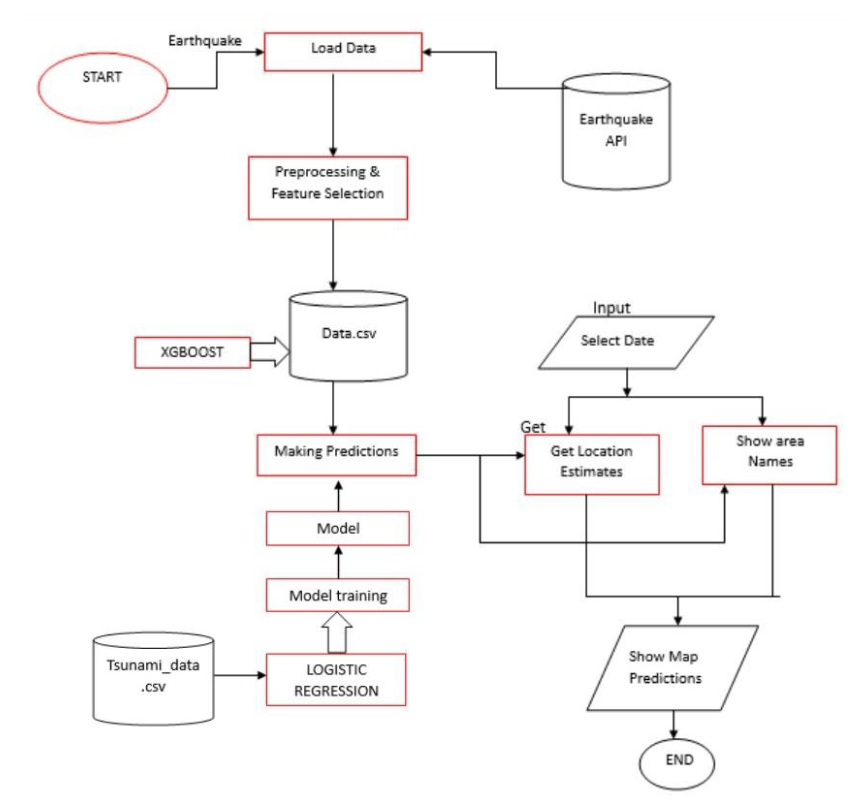 Earthquake
START
Load Data
Earthquake
API
Preprocessing &
Feature Selection
Data.csv
XGBOOST
Input
Select Date
Making Predictions
Get
Get Location
Estimates
Show area
Names
Model
Model training
Tsunami_data
.csv
LOGISTIC
REGRESSION
Show Map
Predictions
END